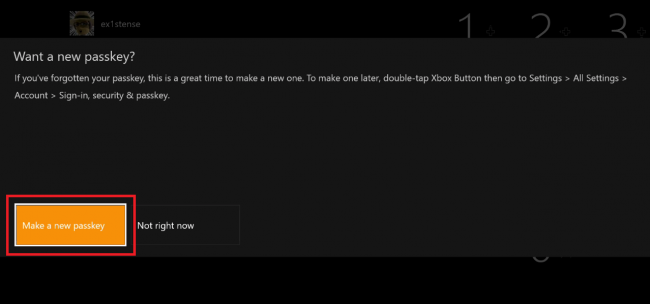 ex1stense
1 2 3
Want a new passkey?
If you've forgotten your passkey, this is a great time to make a new one. To make one later, double-tap Xbox Button then go to Settings > All Settings >
Account > Sign-in, security & passkey.
Make a new passkey
Not right now